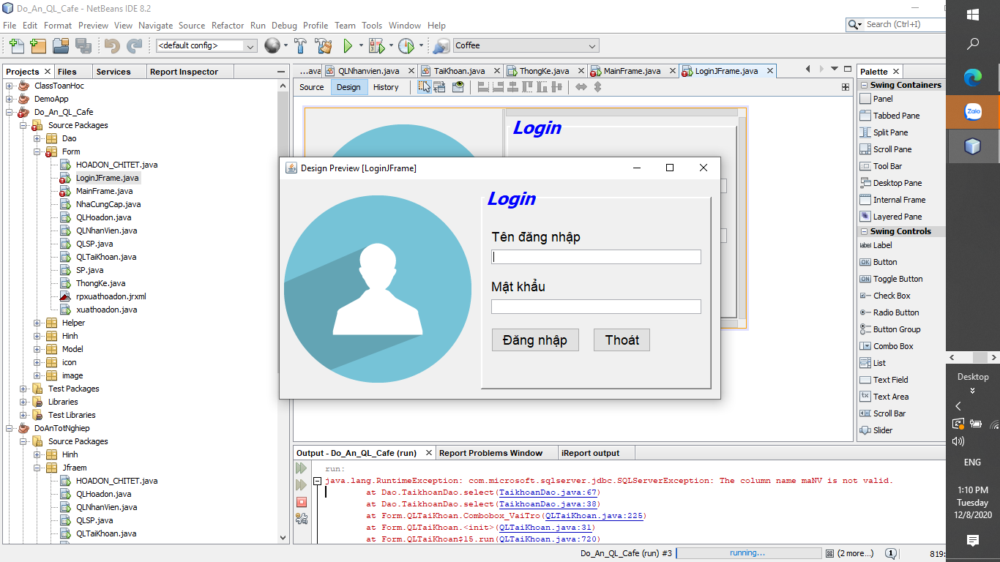 Do_An_QL_Cafe - NetBeans IDE 8.2
File Edit Format Preview View Navigate Source Refactor Run Debug Profile Team Tools Window Help
Search (Ctrl+I)
<default config>
Coffee
Projects Files Services Report Inspector
ClassToanHoc
DemoApp
Do_An_QL_Cafe
Source Packages
Dao
Form
HOADON_CHITET.java
LoginJFrame.java
MainFrame.java
NhaCungCap.java
QLHoadon.java
QLNhanVien.java
QLSP.java
QLTaiKhoan.java
SP.java
ThongKe.java
rpxuathoadon.jrxml
xuathoadon.java
Helper
Hinh
Model
icon
image
Test Packages
Libraries
Test Libraries
DoAnTotNghiep
Source Packages
Hinh
Jfraem
HOADON_CHITET.java
QLHoadon.java
QLNhanVien.java
QLSP.java
QLTaiKhoan.java
...ava QLNhanvien.java TaiKhoan.java ThongKe.java MainFrame.java LoginJFrame.java
Source Design History
Login
Design Preview [LoginJFrame]
Login
Tên đăng nhập
Mật khẩu
Đăng nhập Thoát
Palette
Swing Containers
Panel
Tabbed Pane
Split Pane
Scroll Pane
Tool Bar
Desktop Pane
Internal Frame
Layered Pane
Swing Controls
label Label
OK Button
ON Toggle Button
Check Box
Radio Button
Button Group
Combo Box
List
Text Field
Text Area
Scroll Bar
Slider
Output - Do_An_QL_Cafe (run) Report Problems Window iReport output
run:
java.lang.RuntimeException: com.microsoft.sqlserver.jdbc.SQLServerException: The column name maNV is not valid.
at Dao.TaikhoanDao.select(TaikhoanDao.java:67)
at Dao.TaikhoanDao.select(TaikhoanDao.java:38)
at Form.QLTaiKhoan.Combobox_VaiTro(QLTaiKhoan.java:225)
at Form.QLTaiKhoan.<init>(QLTaiKhoan.java:31)
at Form.QLTaiKhoan$15.run(QLTaiKhoan.java:720)
Do_An_QL_Cafe (run) #3 running... (2 more...) 1 819:
Zalo
Desktop
ENG
1:10 PM
Tuesday
12/8/2020